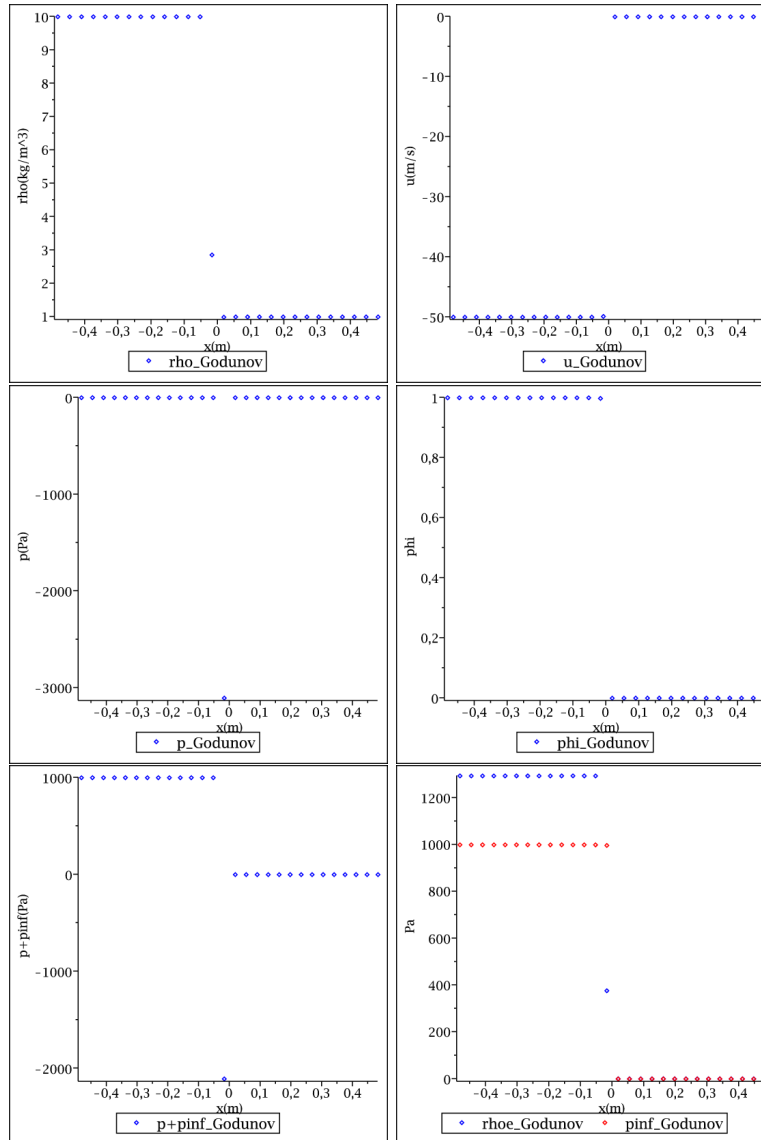 10
9
8
7
6
5
4
3
2
1
rho(kg/m^3)
-0,4 -0,3 -0,2 -0,1 0 0,1 0,2 0,3 0,4
x(m)
rho_Godunov
0
-10
-20
-30
-40
-50
u(m/s)
-0,4 -0,3 -0,2 -0,1 0 0,1 0,2 0,3 0,4
x(m)
u_Godunov
0
-1000
-2000
-3000
p(Pa)
-0,4 -0,3 -0,2 -0,1 0 0,1 0,2 0,3 0,4
x(m)
p_Godunov
1
0,8
0,6
0,4
0,2
0
phi
-0,4 -0,3 -0,2 -0,1 0 0,1 0,2 0,3 0,4
x(m)
phi_Godunov
1000
0
-1000
-2000
p+pinf(Pa)
-0,4 -0,3 -0,2 -0,1 0 0,1 0,2 0,3 0,4
x(m)
p+pinf_Godunov
1200
1000
800
600
400
200
0
Pa
-0,4 -0,3 -0,2 -0,1 0 0,1 0,2 0,3 0,4
x(m)
rhoe_Godunov pinf_Godunov